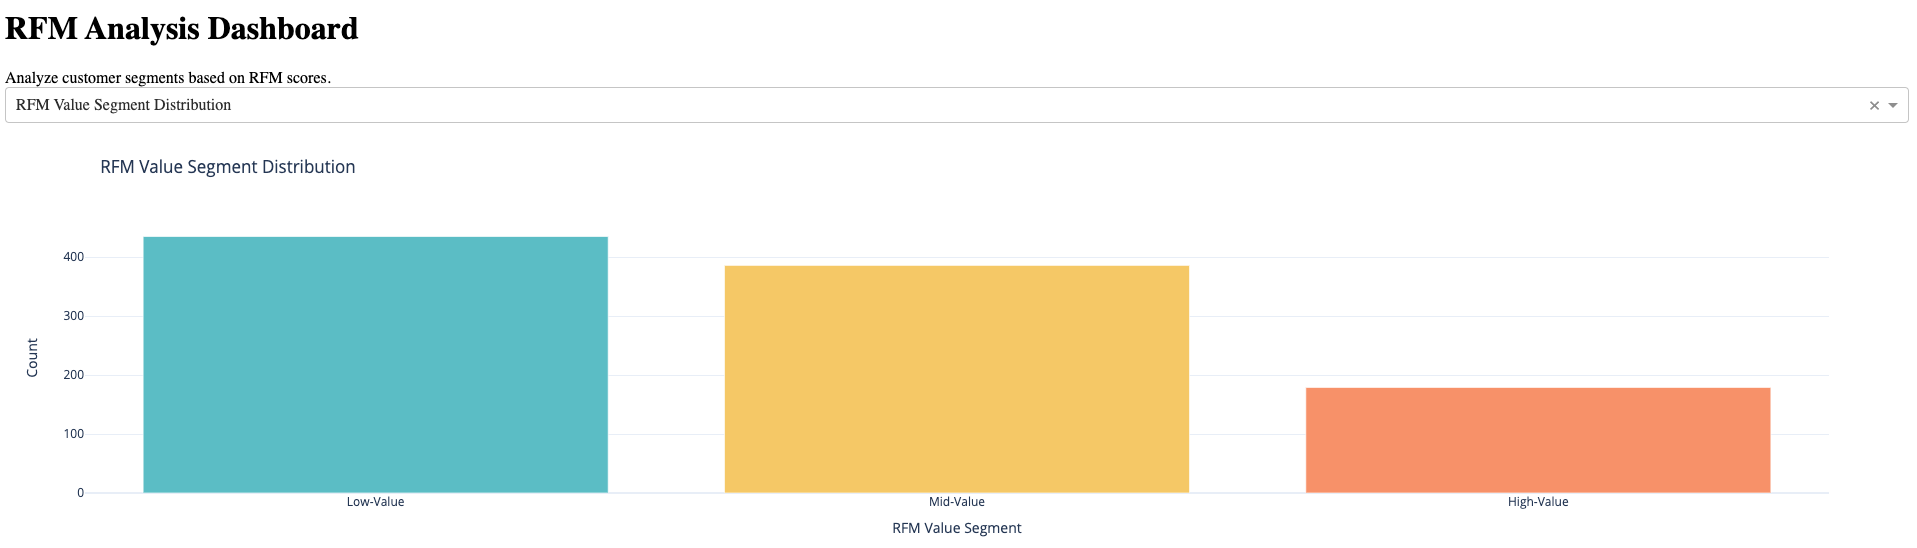 RFM Analysis Dashboard
Analyze customer segments based on RFM scores.
RFM Value Segment Distribution
RFM Value Segment Distribution
400
300
200
100
0
Count
Low-Value Mid-Value High-Value
RFM Value Segment